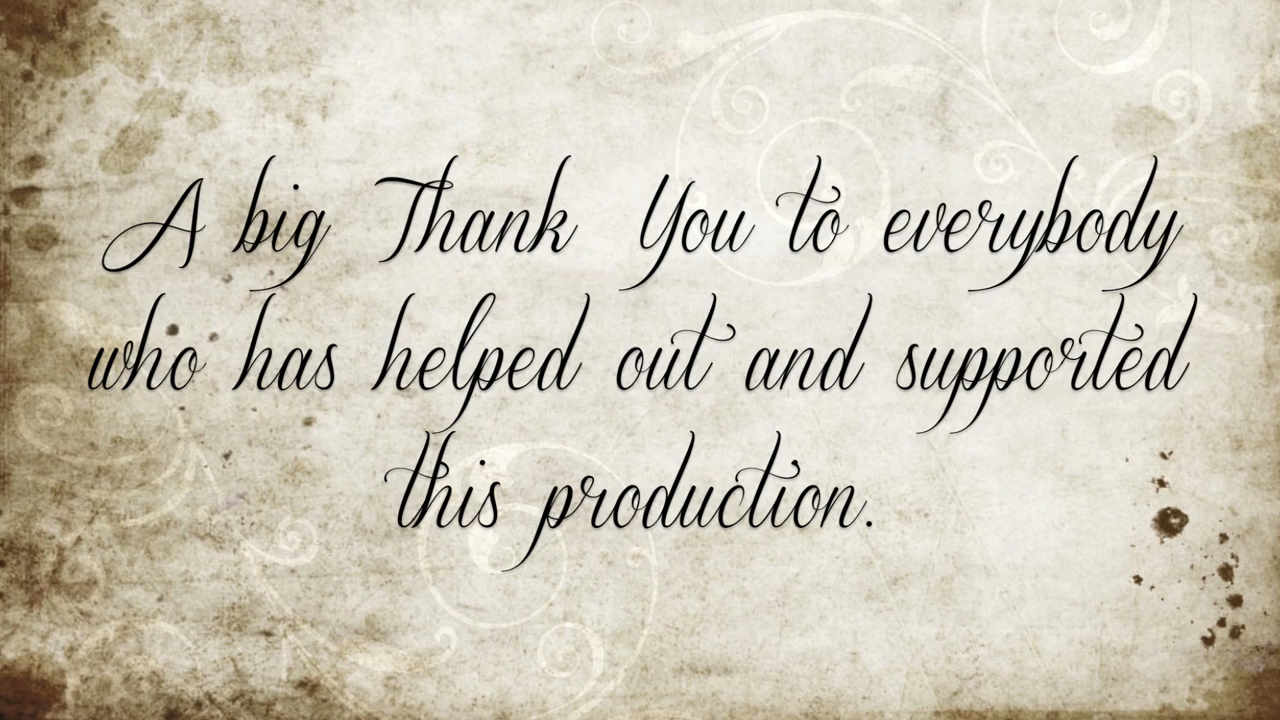 A big Thank You to everybody
who has helped out and supported
this production.